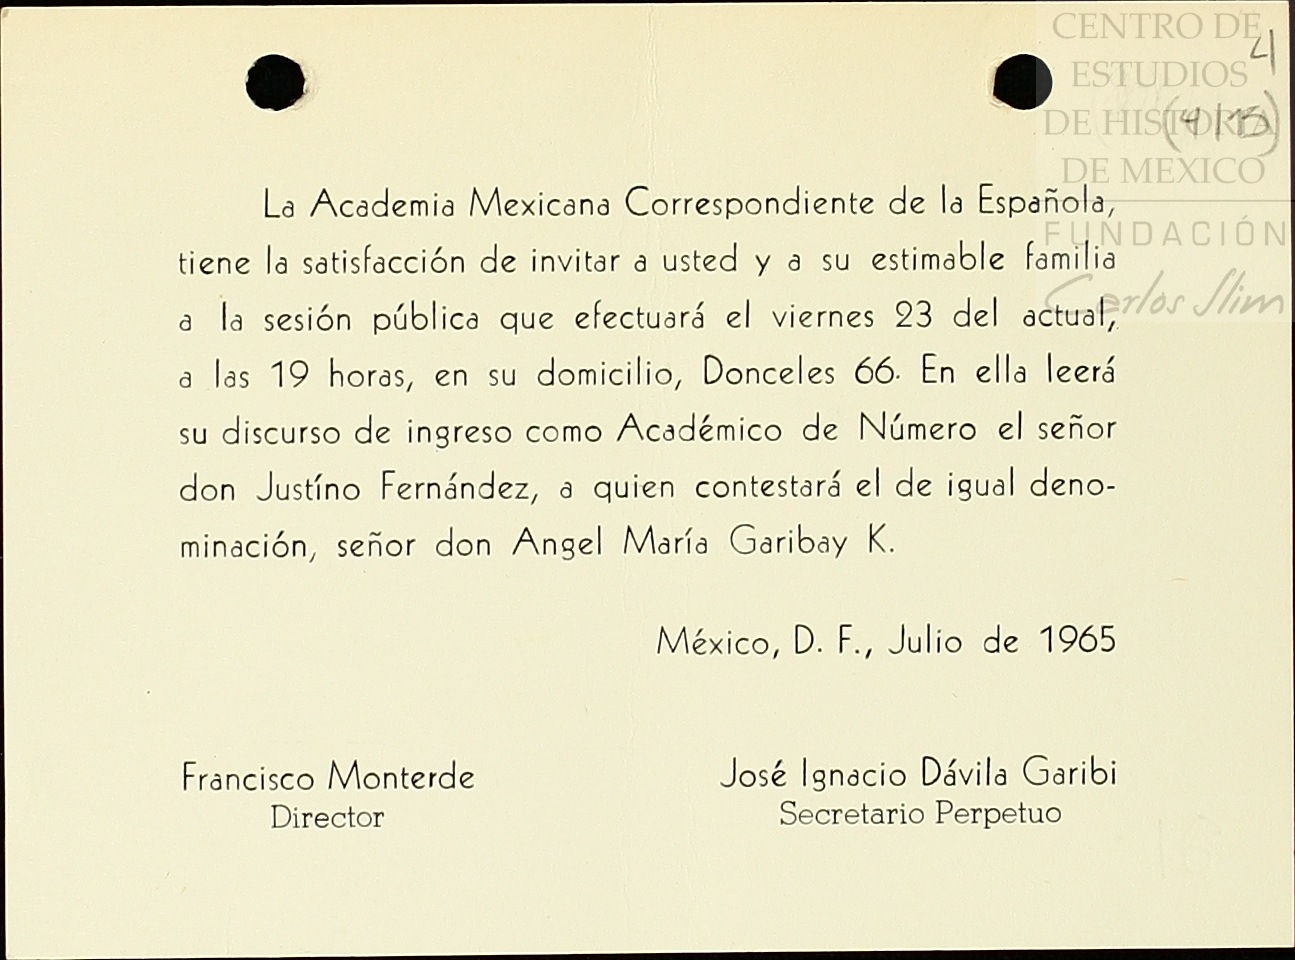 CENTRO DE
ESTUDIOS
DE HISTORIA
DE MEXICO
FUNDACIÓN
Carlos Slim
4
(4/13)
La Academia Mexicana Correspondiente de la Española,
tiene la satisfacción de invitar a usted y a su estimable familia
a la sesión pública que efectuará el viernes 23 del actual,
a las 19 horas, en su domicilio, Donceles 66. En ella leerá
su discurso de ingreso como Académico de Número el señor
don Justíno Fernández, a quien contestará el de igual deno-
minación, señor don Angel María Garibay K.
México, D. F., Julio de 1965
Francisco Monterde
Director
José Ignacio Dávila Garibi
Secretario Perpetuo